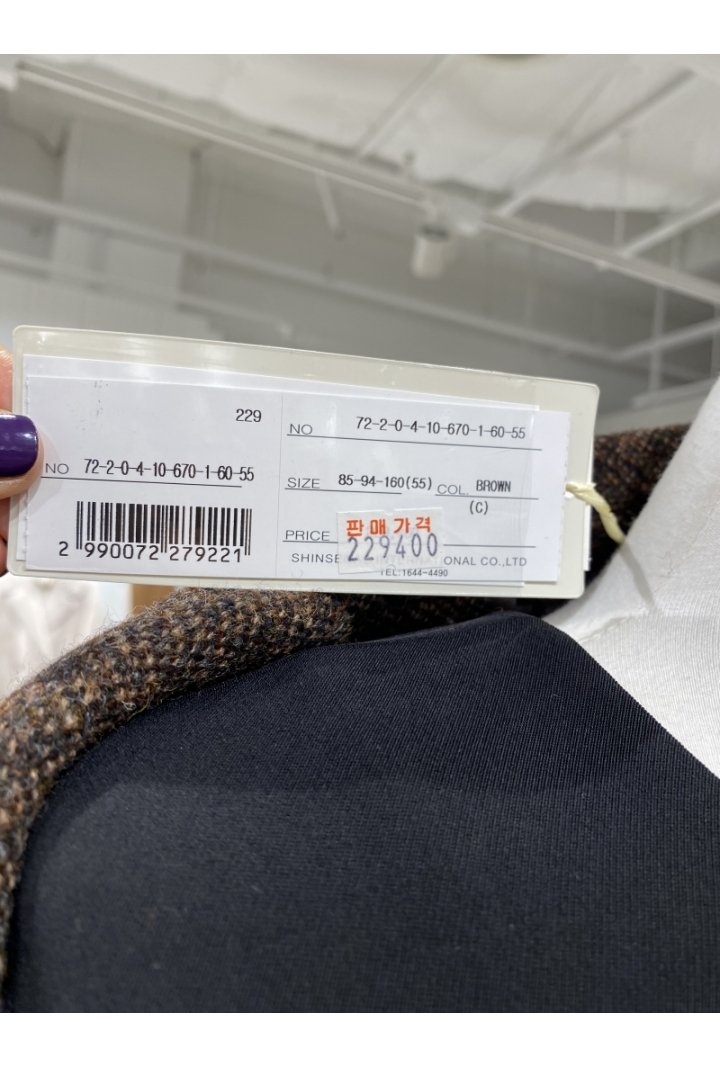 229
NO 72-2-0-4-10-670-1-60-55
2 990072 279221
NO 72-2-0-4-10-670-1-60-55
SIZE 85-94-160(55) COL. BROWN
(C)
PRICE 판매가격
229400
ONAL CO.,LTD
TEL:1644-4490